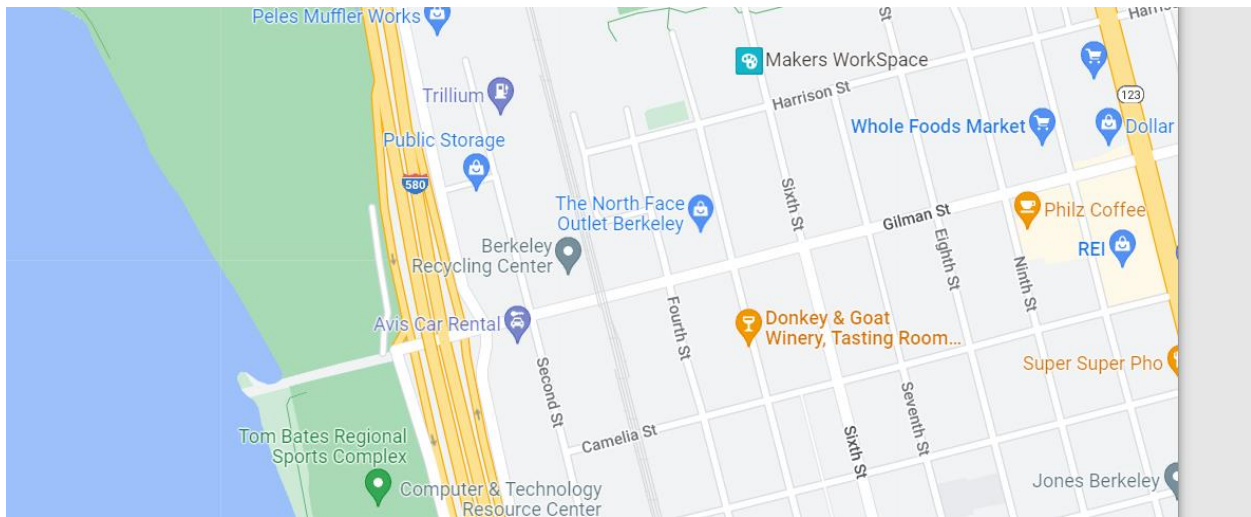 Peles Muffler Works
St
Harri
Makers WorkSpace
Trillium
Harrison St
123
Public Storage
Whole Foods Market
Dollar
580
The North Face
Outlet Berkeley
Sixth St
Gilman St
Philz Coffee
Berkeley
Recycling Center
Eighth St
REI
Ninth St
Avis Car Rental
Fourth St
Donkey & Goat
Winery, Tasting Room...
Second St
Super Super Pho
Seventh St
Camelia St
Tom Bates Regional
Sports Complex
Sixth St
Computer & Technology
Resource Center
Jones Berkeley